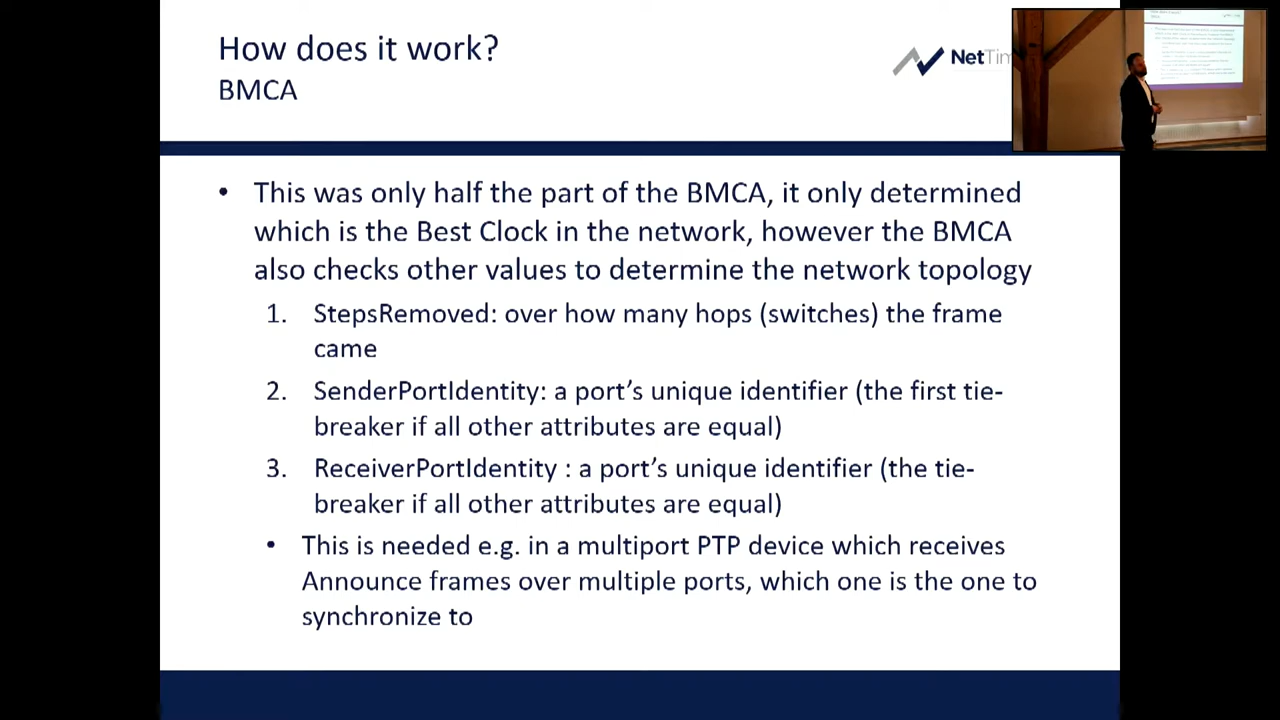 How does it work?
BMCA
NetTim
• This was only half the part of the BMCA, it only determined
which is the Best Clock in the network, however the BMCA
also checks other values to determine the network topology
1. StepsRemoved: over how many hops (switches) the frame
came
2. SenderPortIdentity: a port's unique identifier (the first tie-
breaker if all other attributes are equal)
3. ReceiverPortIdentity : a port's unique identifier (the tie-
breaker if all other attributes are equal)
• This is needed e.g. in a multiport PTP device which receives
Announce frames over multiple ports, which one is the one to
synchronize to